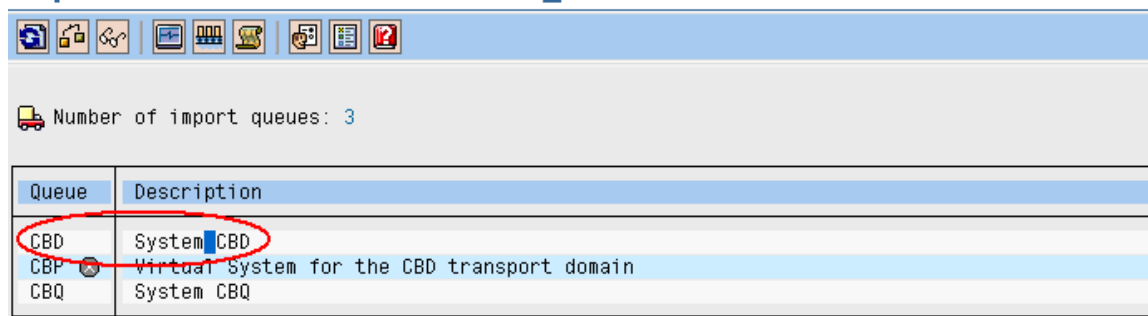 Number of import queues: 3
Queue Description
CBD System CBD
CBP Virtual System for the CBD transport domain
CBQ System CBQ